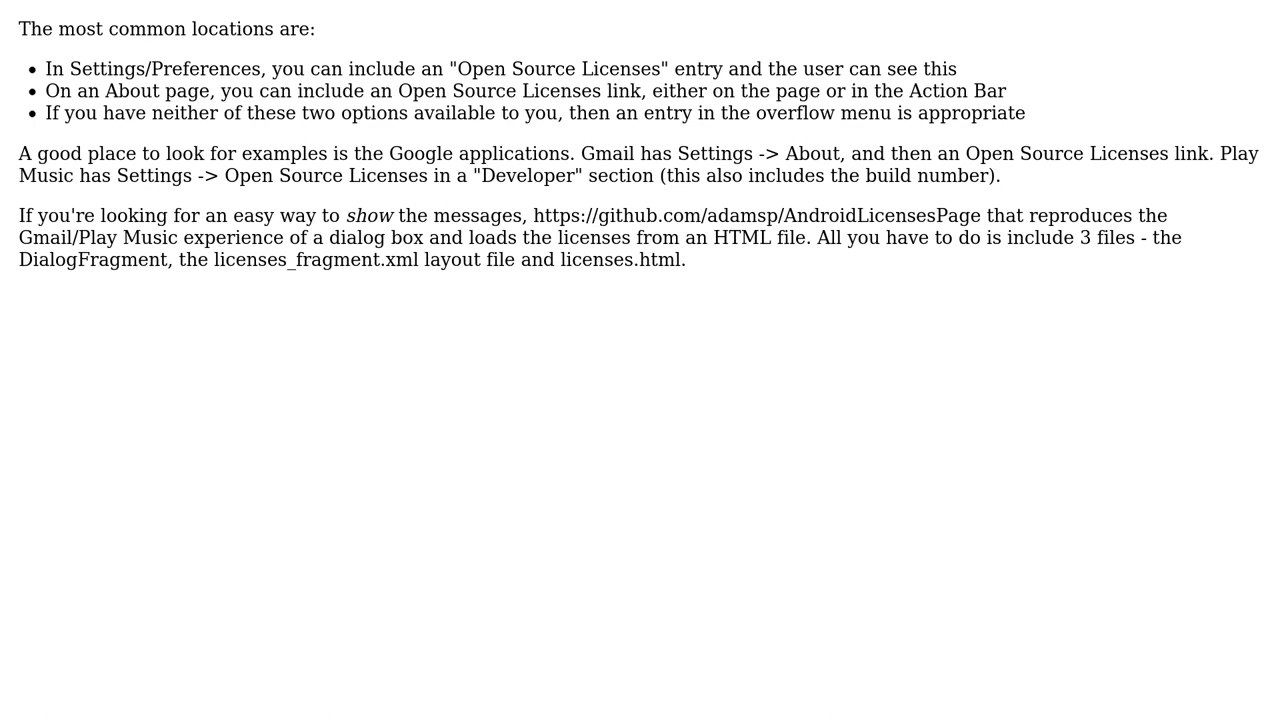 The most common locations are:
• In Settings/Preferences, you can include an "Open Source Licenses" entry and the user can see this
• On an About page, you can include an Open Source Licenses link, either on the page or in the Action Bar
• If you have neither of these two options available to you, then an entry in the overflow menu is appropriate
A good place to look for examples is the Google applications. Gmail has Settings -> About, and then an Open Source Licenses link. Play
Music has Settings -> Open Source Licenses in a "Developer" section (this also includes the build number).
If you're looking for an easy way to show the messages, https://github.com/adamsp/AndroidLicensesPage that reproduces the
Gmail/Play Music experience of a dialog box and loads the licenses from an HTML file. All you have to do is include 3 files - the
DialogFragment, the licenses_fragment.xml layout file and licenses.html.